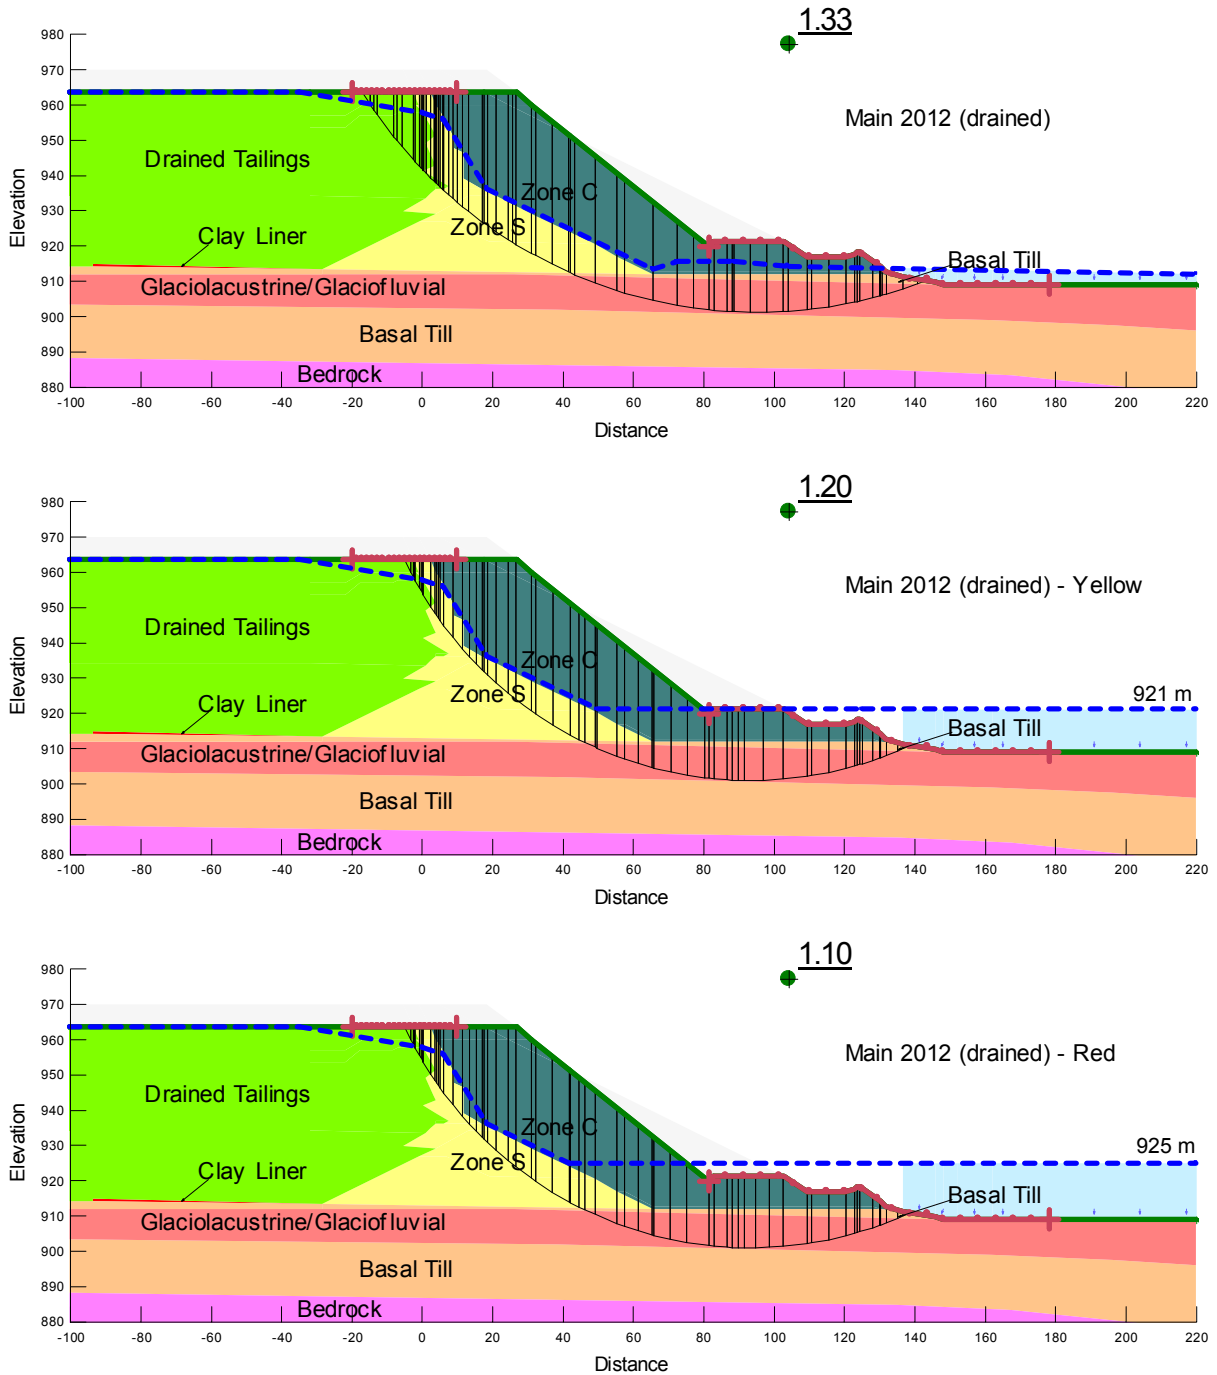 1.33
980
970
960
950
940
930
920
910
900
890
880
Elevation
Main 2012 (drained)
Drained Tailings
Zone C
Zone S
Clay Liner
Basal Till
Glaciolacustrine/Glaciofluvial
Basal Till
Bedrock
-100 -80 -60 -40 -20 0 20 40 60 80 100 120 140 160 180 200 220
Distance
1.20
980
970
960
950
940
930
920
910
900
890
880
Elevation
Main 2012 (drained) - Yellow
Drained Tailings
Zone C
Zone S
921 m
Clay Liner
Basal Till
Glaciolacustrine/Glaciofluvial
Basal Till
Bedrock
-100 -80 -60 -40 -20 0 20 40 60 80 100 120 140 160 180 200 220
Distance
1.10
980
970
960
950
940
930
920
910
900
890
880
Elevation
Main 2012 (drained) - Red
Drained Tailings
Zone C
925 m
Zone S
Clay Liner
Basal Till
Glaciolacustrine/Glaciofluvial
Basal Till
Bedrock
-100 -80 -60 -40 -20 0 20 40 60 80 100 120 140 160 180 200 220
Distance